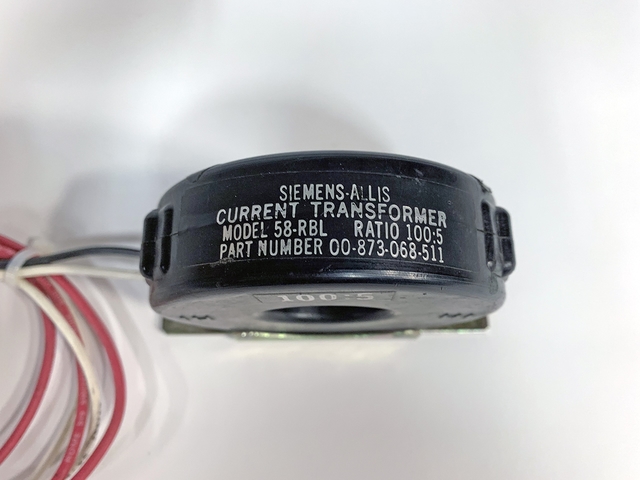 SIEMENS-ALLIS
CURRENT TRANSFORMER
MODEL 58-RBL RATIO 100:5
PART NUMBER 00-873-068-511
100:5